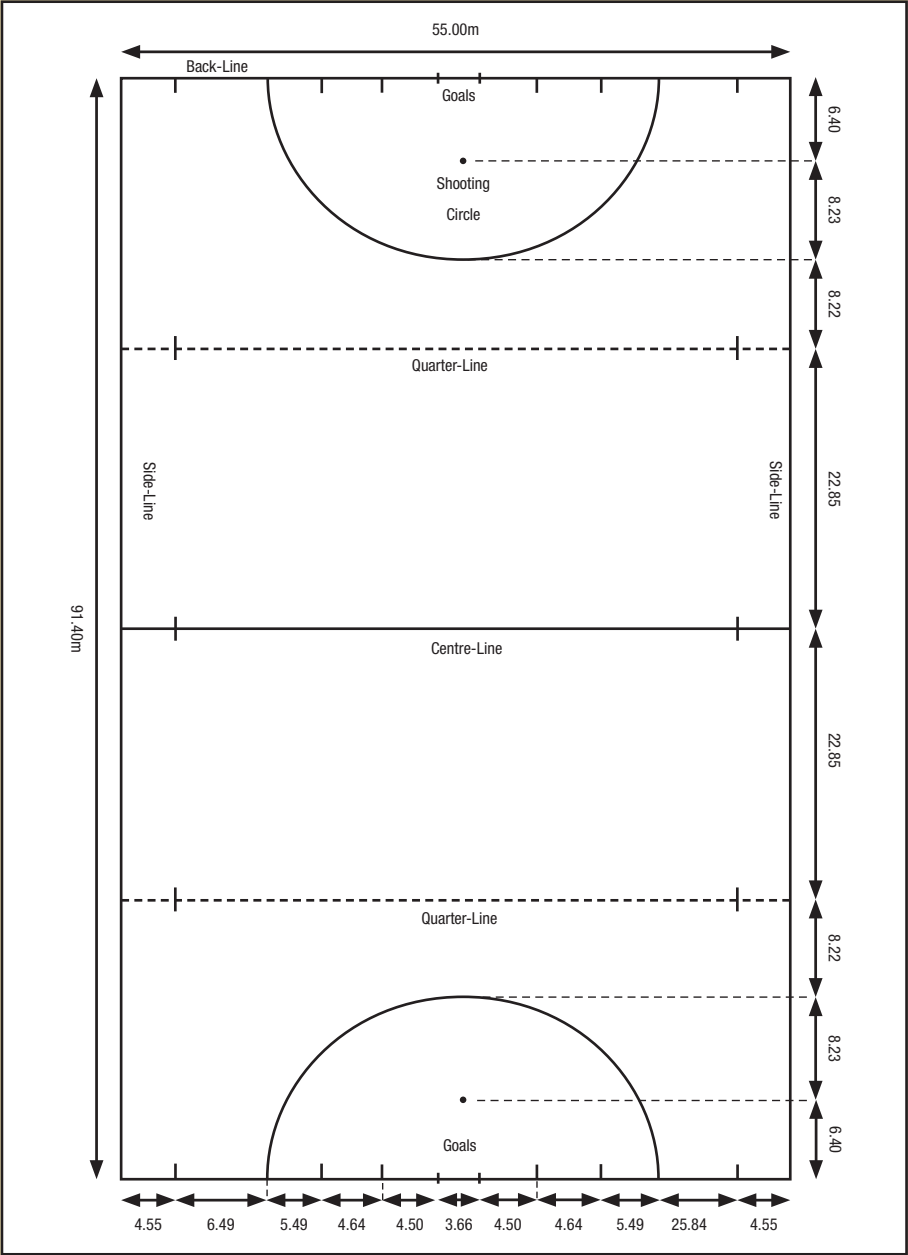 55.00m
Back-Line
Goals
6.40
Shooting
Circle
8.23
8.22
Quarter-Line
Side-Line
Side-Line
22.85
91.40m
Centre-Line
22.85
Quarter-Line
8.22
8.23
Goals
6.40
4.55 6.49 5.49 4.64 4.50 3.66 4.50 4.64 5.49 25.84 4.55